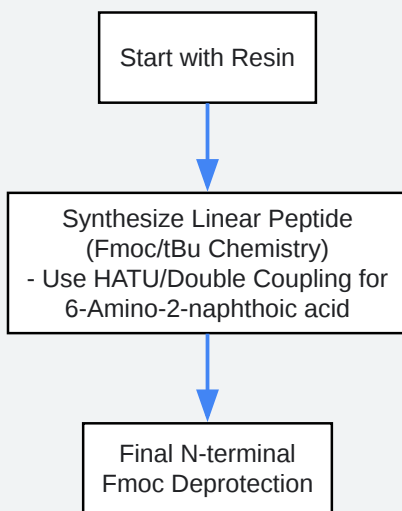 Start with Resin
Synthesize Linear Peptide
(Fmoc/tBu Chemistry)
- Use HATU/Double Coupling for
6-Amino-2-naphthoic acid
Final N-terminal
Fmoc Deprotection